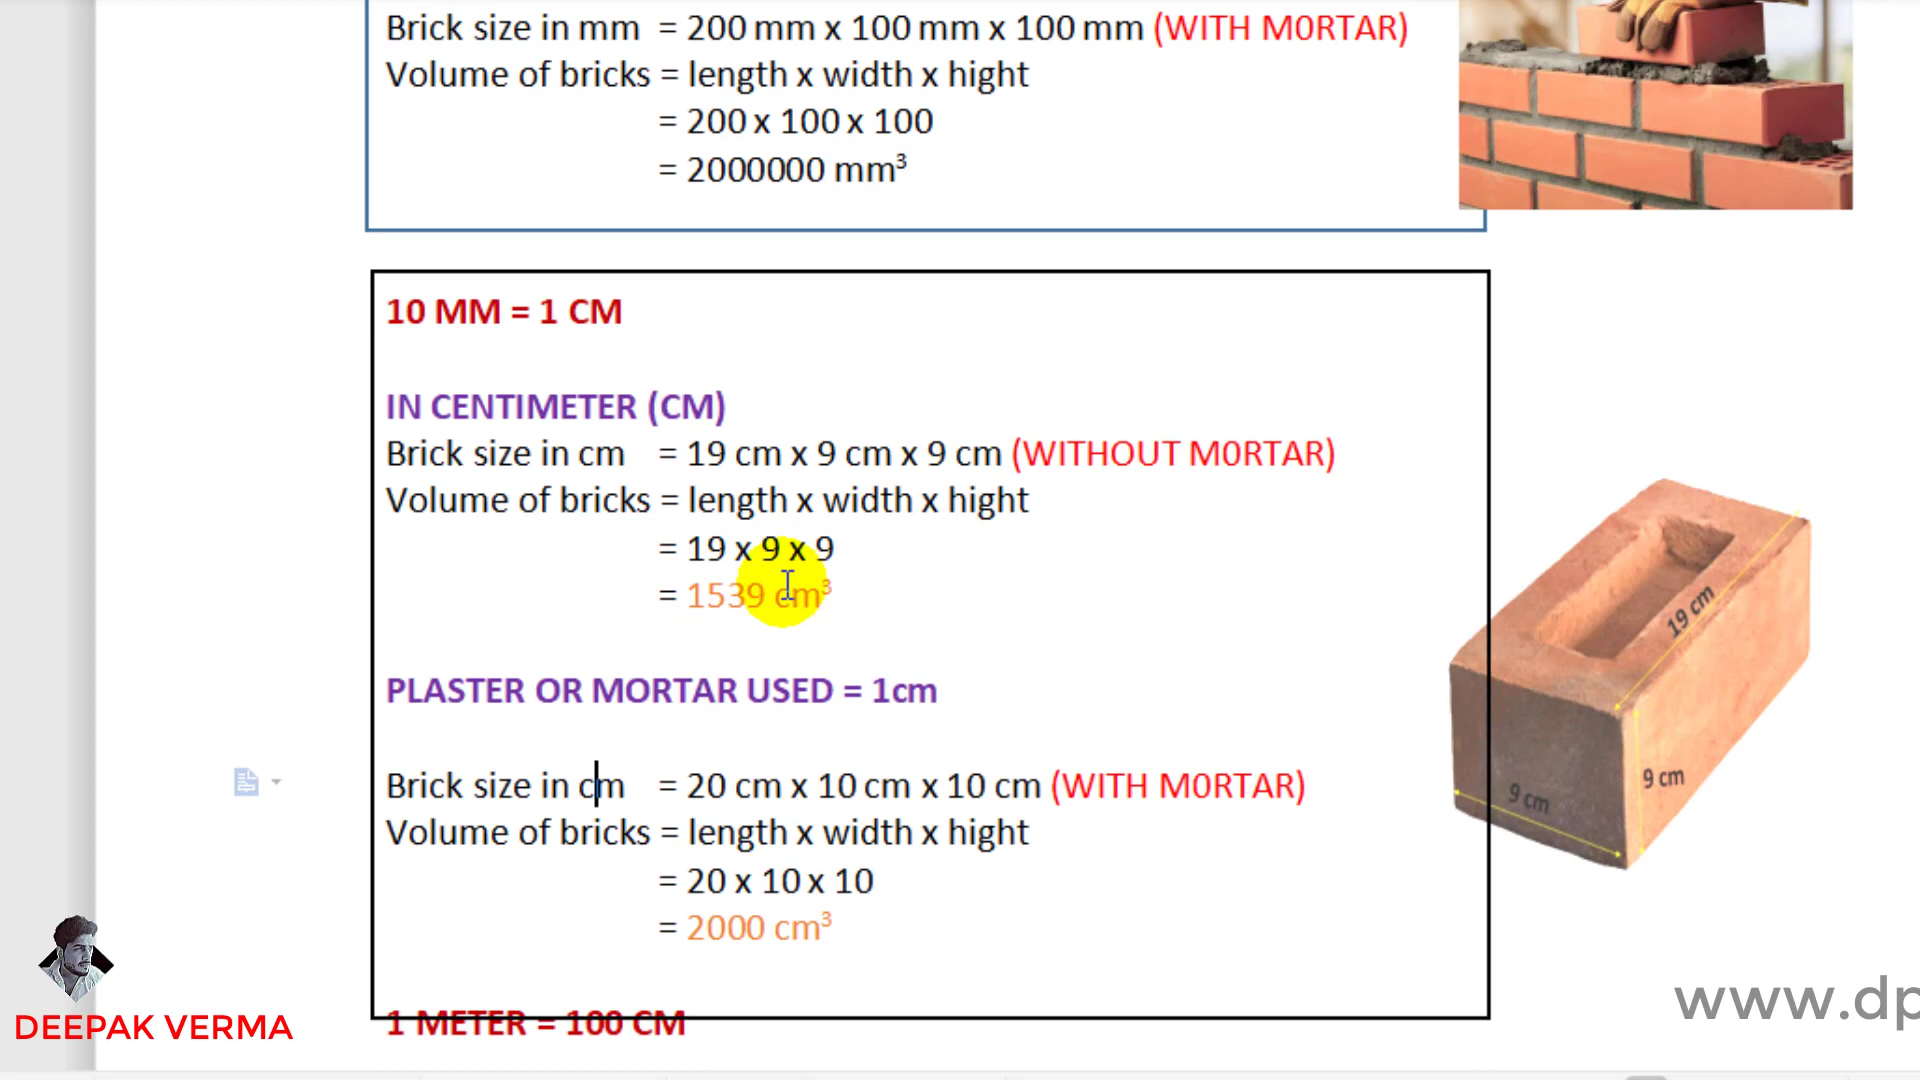 Brick size in mm = 200 mm x 100 mm x 100 mm (WITH M0RTAR)
Volume of bricks = length x width x hight
= 200 x 100 x 100
= 2000000 mm³
10 MM = 1 CM
IN CENTIMETER (CM)
Brick size in cm = 19 cm x 9 cm x 9 cm (WITHOUT M0RTAR)
Volume of bricks = length x width x hight
= 19 x 9 x 9
= 1539 cm³
PLASTER OR MORTAR USED = 1cm
Brick size in cm = 20 cm x 10 cm x 10 cm (WITH M0RTAR)
Volume of bricks = length x width x hight
= 20 x 10 x 10
= 2000 cm³
1 METER = 100 CM
19 cm
9 cm
9 cm
DEEPAK VERMA
www.dp